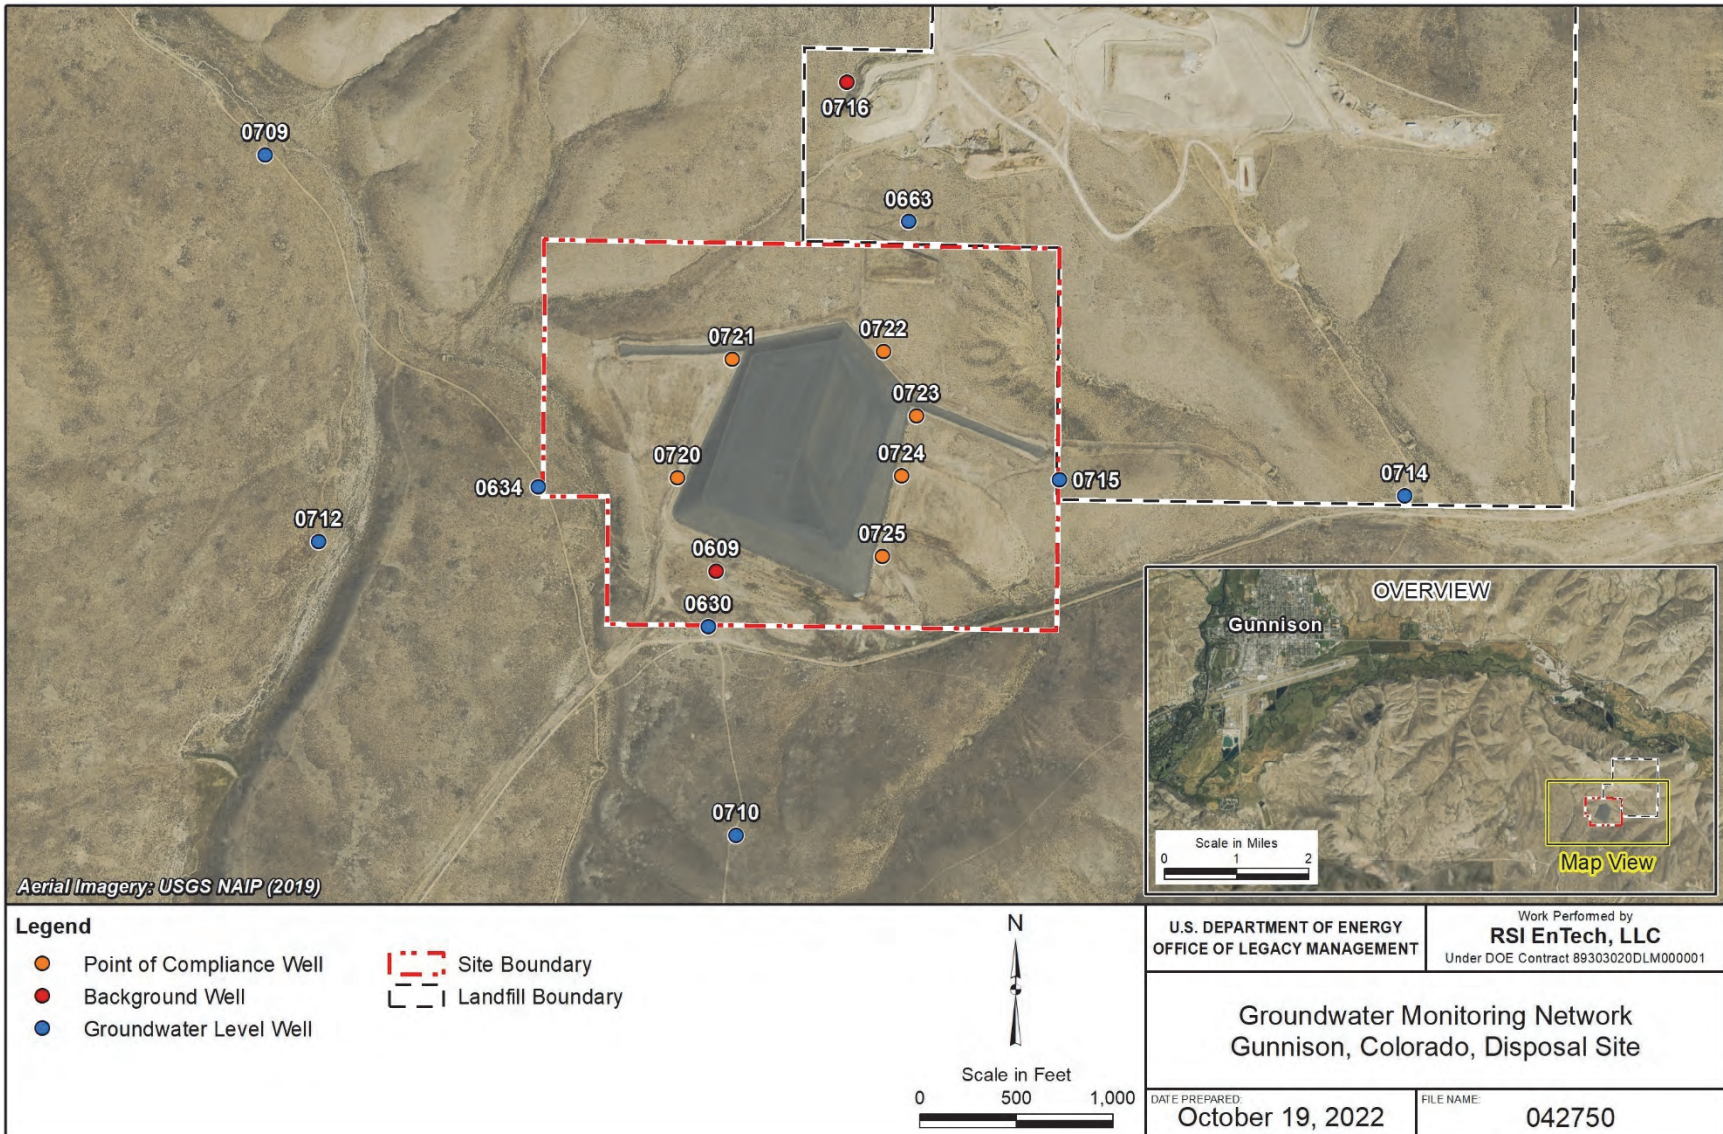 0716
0709
0663
0721
0722
0723
0720
0724
0634
0715
0714
0712
0609
0725
0630
0710
OVERVIEW
Gunnison
Scale in Miles
0 1 2
Map View
Aerial Imagery: USGS NAIP (2019)
Legend
Point of Compliance Well
Background Well
Groundwater Level Well
Site Boundary
Landfill Boundary
N
Scale in Feet
0 500 1,000
U.S. DEPARTMENT OF ENERGY
OFFICE OF LEGACY MANAGEMENT
Work Performed by
RSI EnTech, LLC
Under DOE Contract 89303020DLM000001
Groundwater Monitoring Network
Gunnison, Colorado, Disposal Site
DATE PREPARED:
October 19, 2022
FILE NAME:
042750